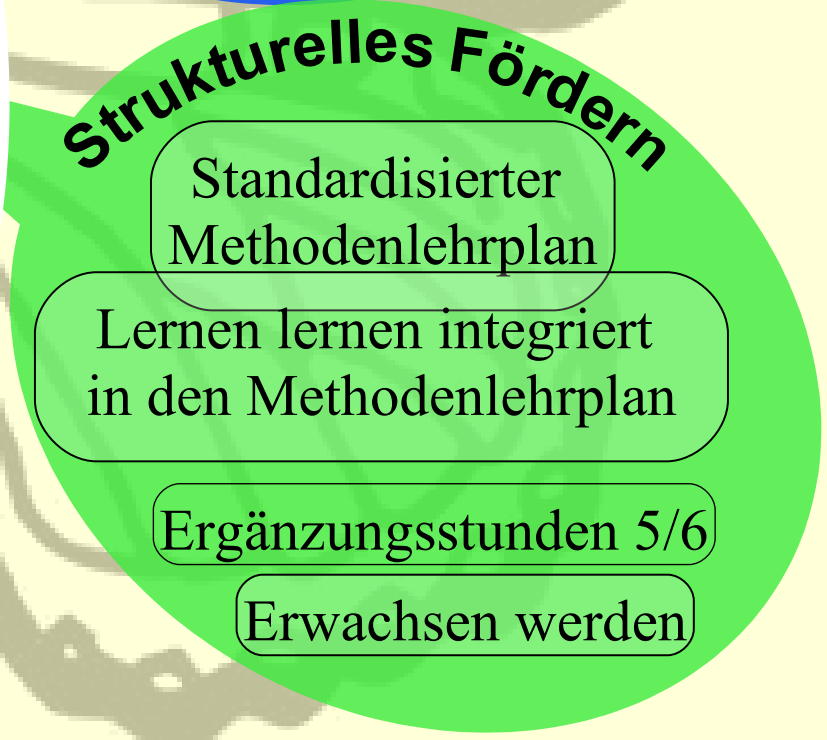 Strukturelles Fördern
Standardisierter
Methodenlehrplan
Lernen lernen integriert
in den Methodenlehrplan
Ergänzungsstunden 5/6
Erwachsen werden